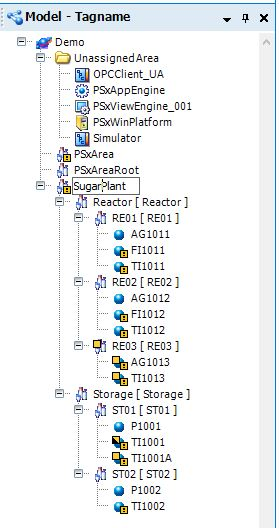 Model - Tagname
Demo
Unassigned Area
OPCClient_UA
PSxAppEngine
PSxViewEngine_001
PSxWinPlatform
Simulator
PSxArea
PSxAreaRoot
SugarPlant
Reactor [ Reactor ]
RE01 [ RE01 ]
AG1011
FI1011
TI1011
RE02 [ RE02 ]
AG1012
FI1012
TI1012
RE03 [ RE03 ]
AG1013
TI1013
Storage [ Storage ]
ST01 [ ST01 ]
P1001
TI1001
TI1001A
ST02 [ ST02 ]
P1002
TI1002